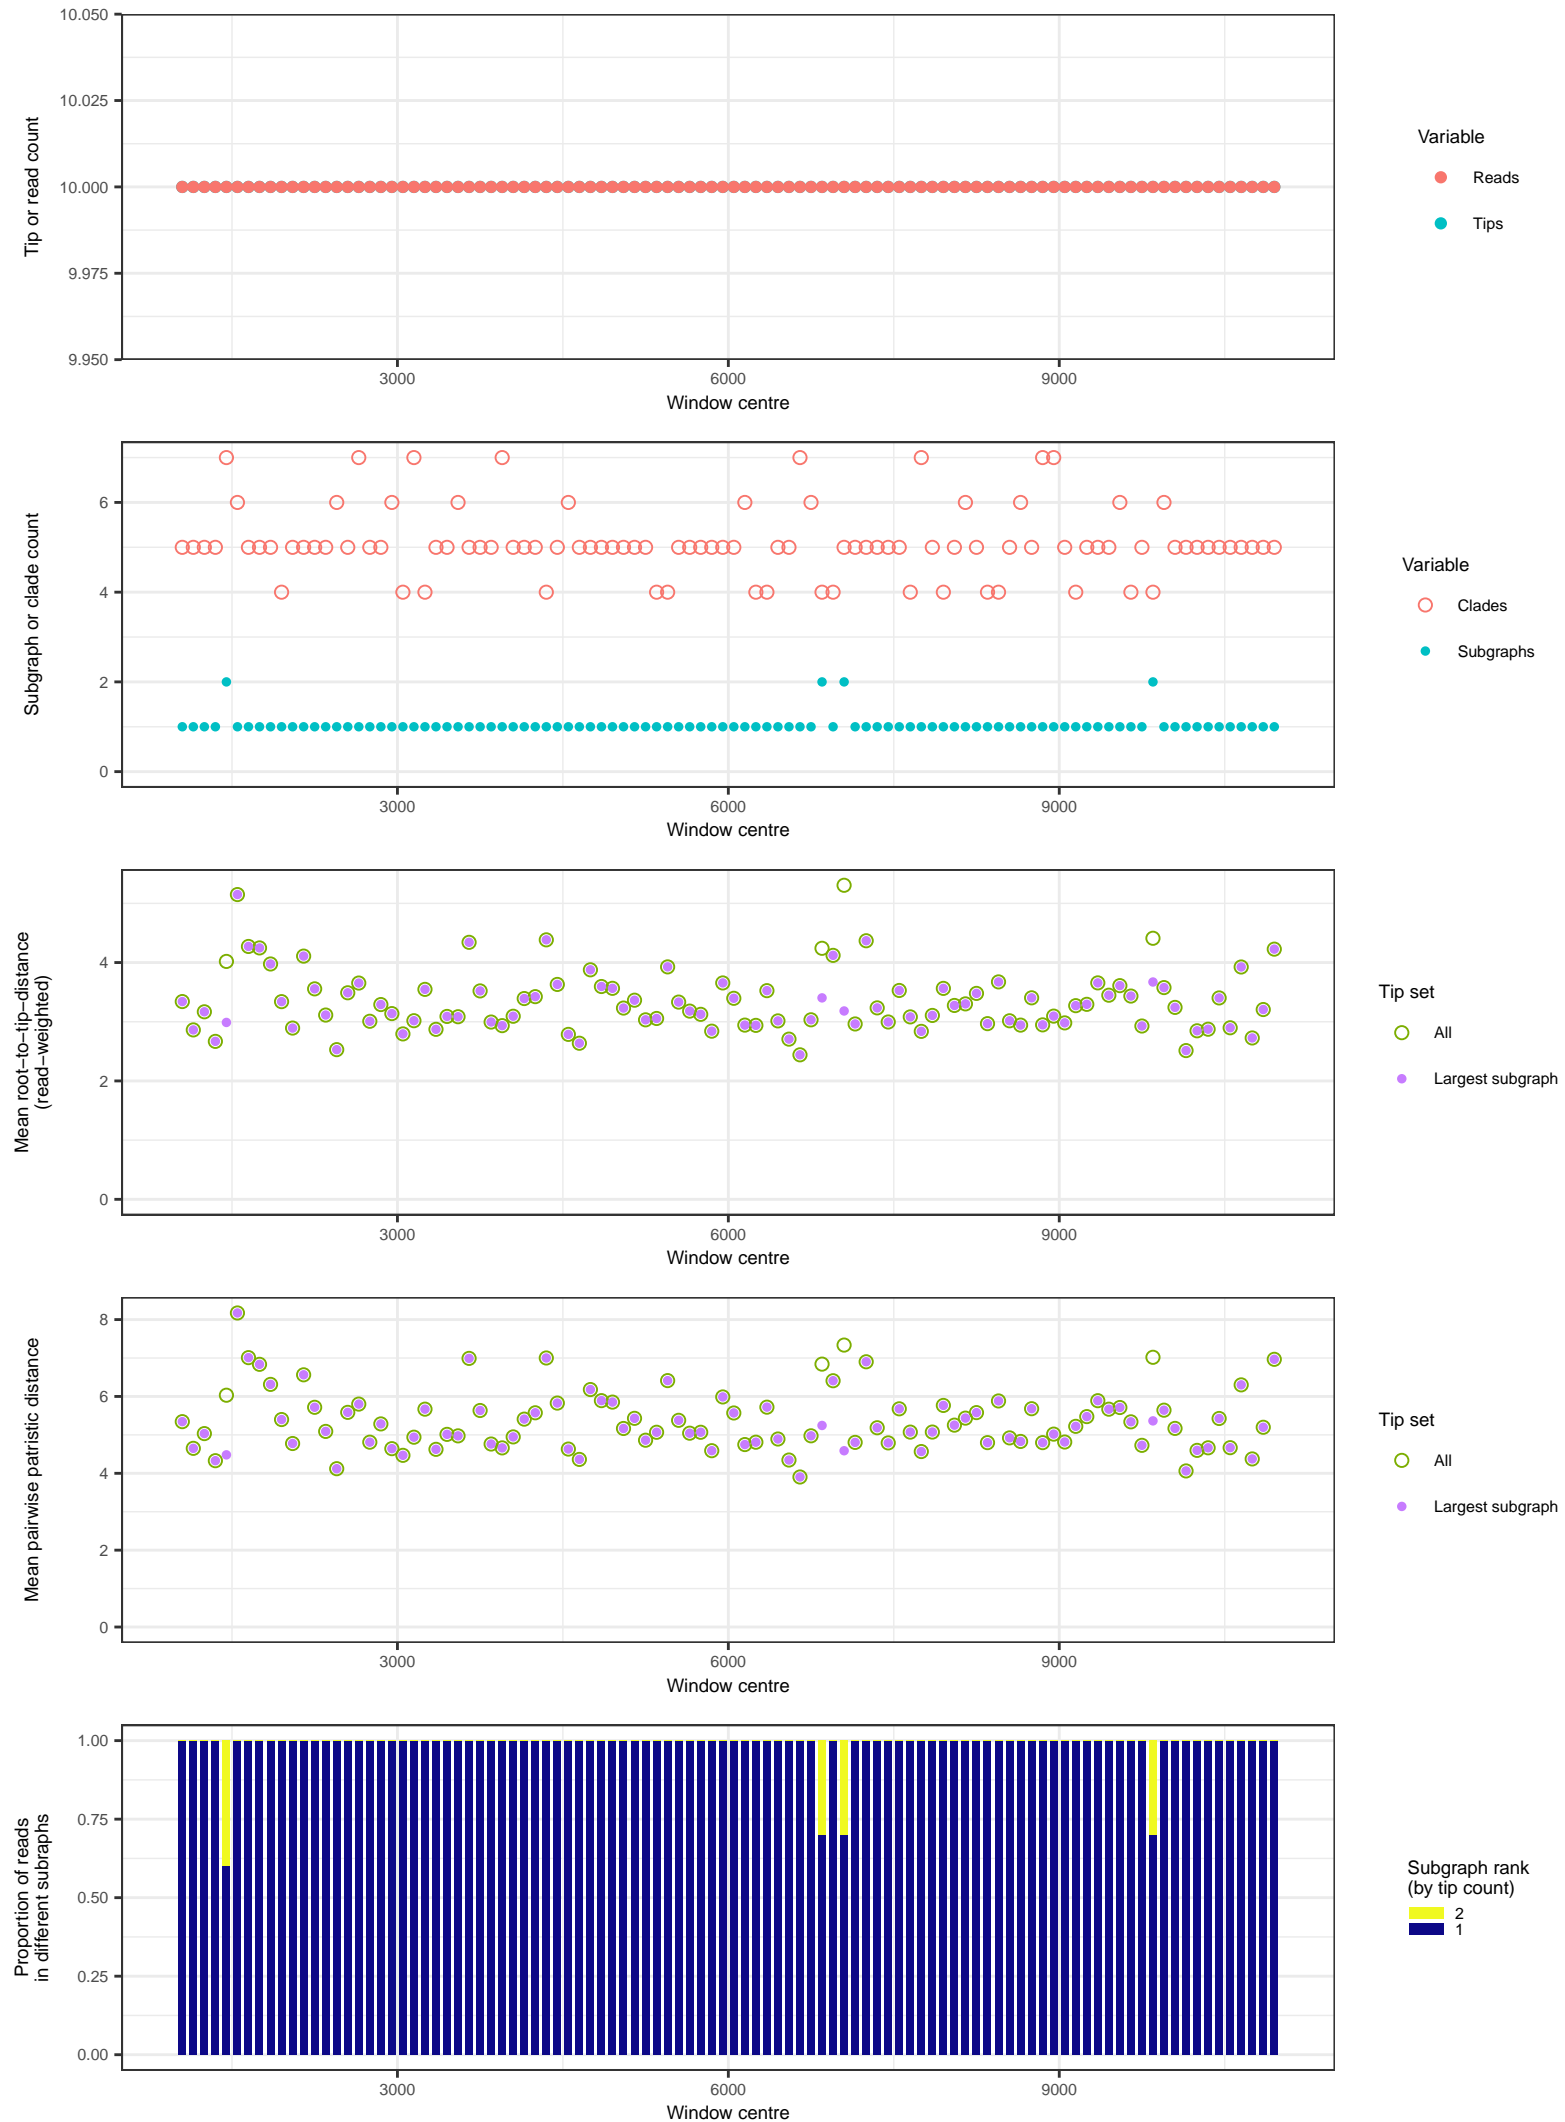 10.050
10.025
10.000
9.975
9.950
Tip or read count
3000 6000 9000
Window centre
Variable
Reads
Tips
6
4
2
0
Subgraph or clade count
3000 6000 9000
Window centre
Variable
Clades
Subgraphs
4
2
0
Mean root−to−tip−distance
(read−weighted)
3000 6000 9000
Window centre
Tip set
All
Largest subgraph
8
6
4
2
0
Mean pairwise patristic distance
3000 6000 9000
Window centre
Tip set
All
Largest subgraph
1.00
0.75
0.50
0.25
0.00
Proportion of reads
in different subraphs
3000 6000 9000
Window centre
Subgraph rank
(by tip count)
2
1